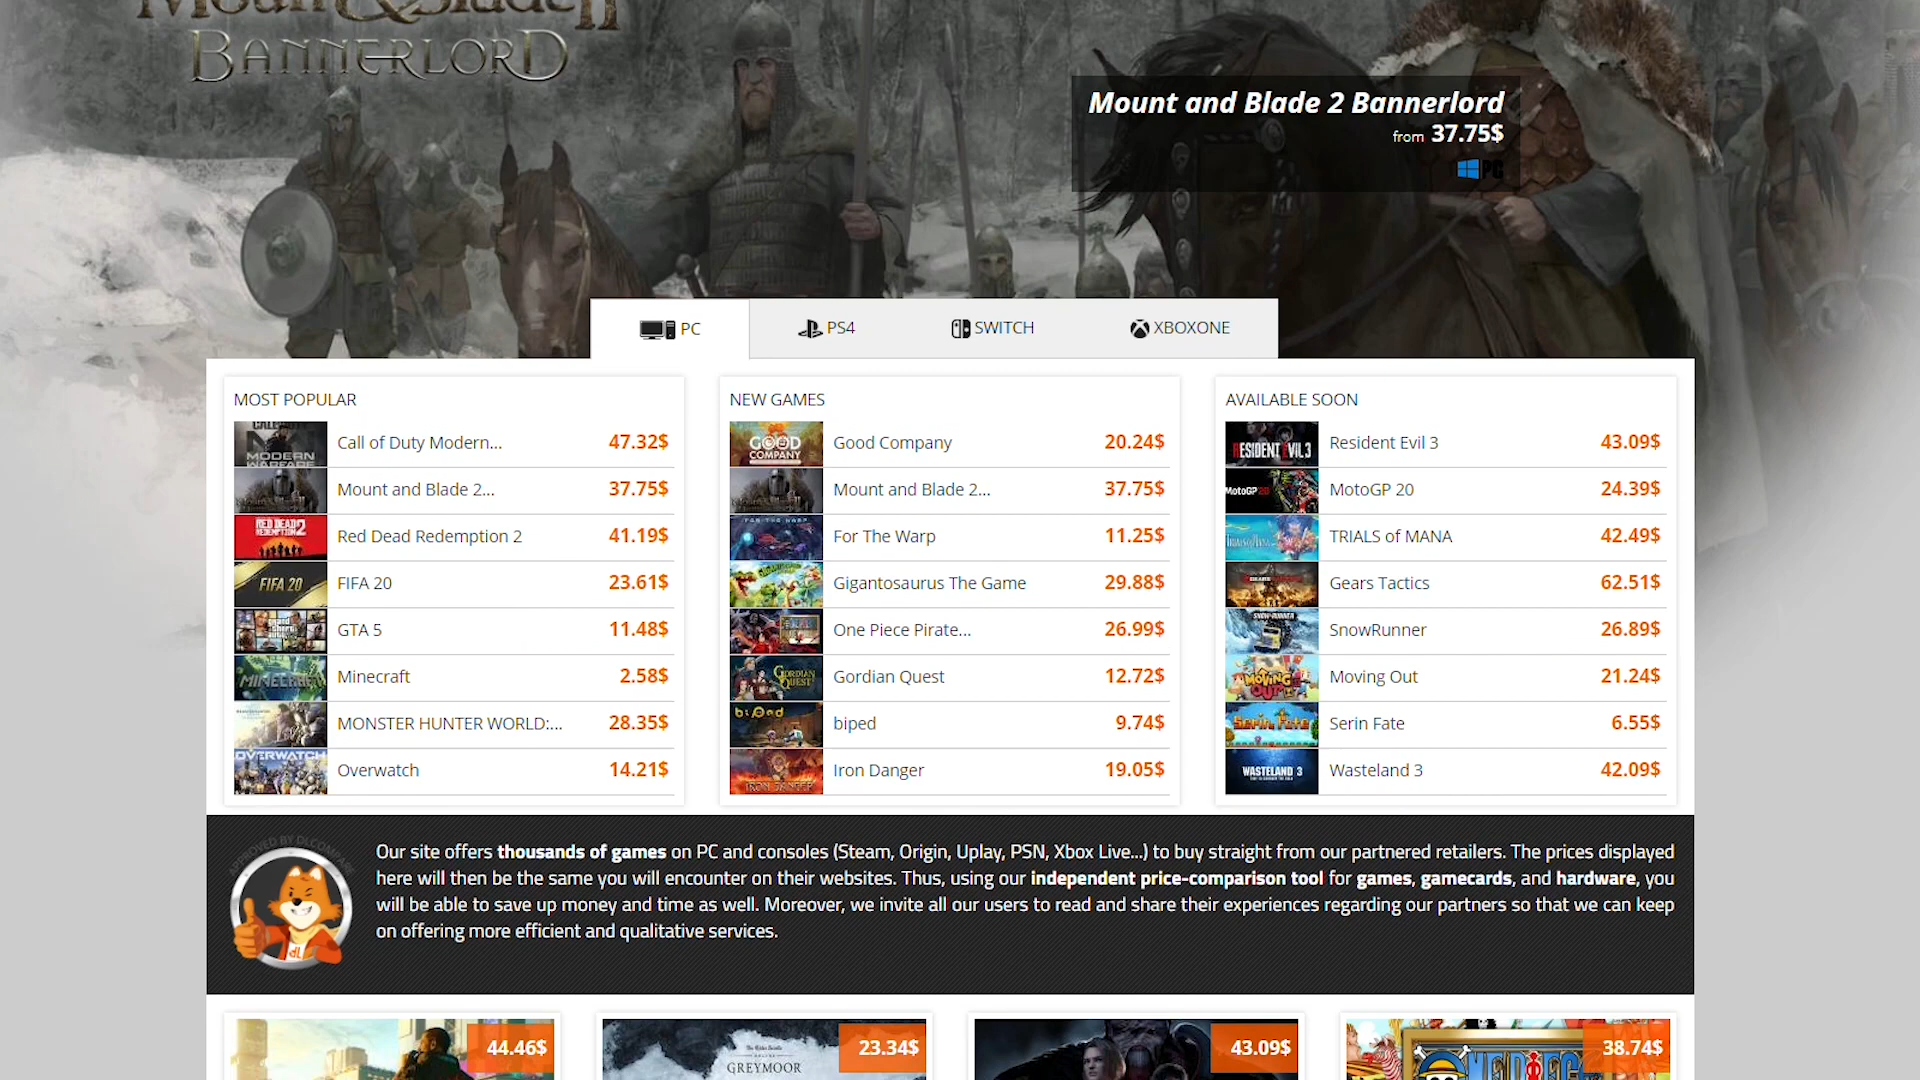 Mount & Blade II
BANNERLORD
Mount and Blade 2 Bannerlord
from 37.75$
PC
PC
PS4
SWITCH
XBOXONE
MOST POPULAR
Call of Duty Modern... 47.32$
Mount and Blade 2... 37.75$
Red Dead Redemption 2 41.19$
FIFA 20 23.61$
GTA 5 11.48$
Minecraft 2.58$
MONSTER HUNTER WORLD:... 28.35$
Overwatch 14.21$
NEW GAMES
Good Company 20.24$
Mount and Blade 2... 37.75$
For The Warp 11.25$
Gigantosaurus The Game 29.88$
One Piece Pirate... 26.99$
Gordian Quest 12.72$
biped 9.74$
Iron Danger 19.05$
AVAILABLE SOON
Resident Evil 3 43.09$
MotoGP 20 24.39$
TRIALS of MANA 42.49$
Gears Tactics 62.51$
SnowRunner 26.89$
Moving Out 21.24$
Serin Fate 6.55$
Wasteland 3 42.09$
APPROVED BY DLCOMPARE
dL
Our site offers thousands of games on PC and consoles (Steam, Origin, Uplay, PSN, Xbox Live...) to buy straight from our partnered retailers. The prices displayed
here will then be the same you will encounter on their websites. Thus, using our independent price-comparison tool for games, gamecards, and hardware, you
will be able to save up money and time as well. Moreover, we invite all our users to read and share their experiences regarding our partners so that we can keep
on offering more efficient and qualitative services.
44.46$
23.34$
GREYMOOR
43.09$
38.74$